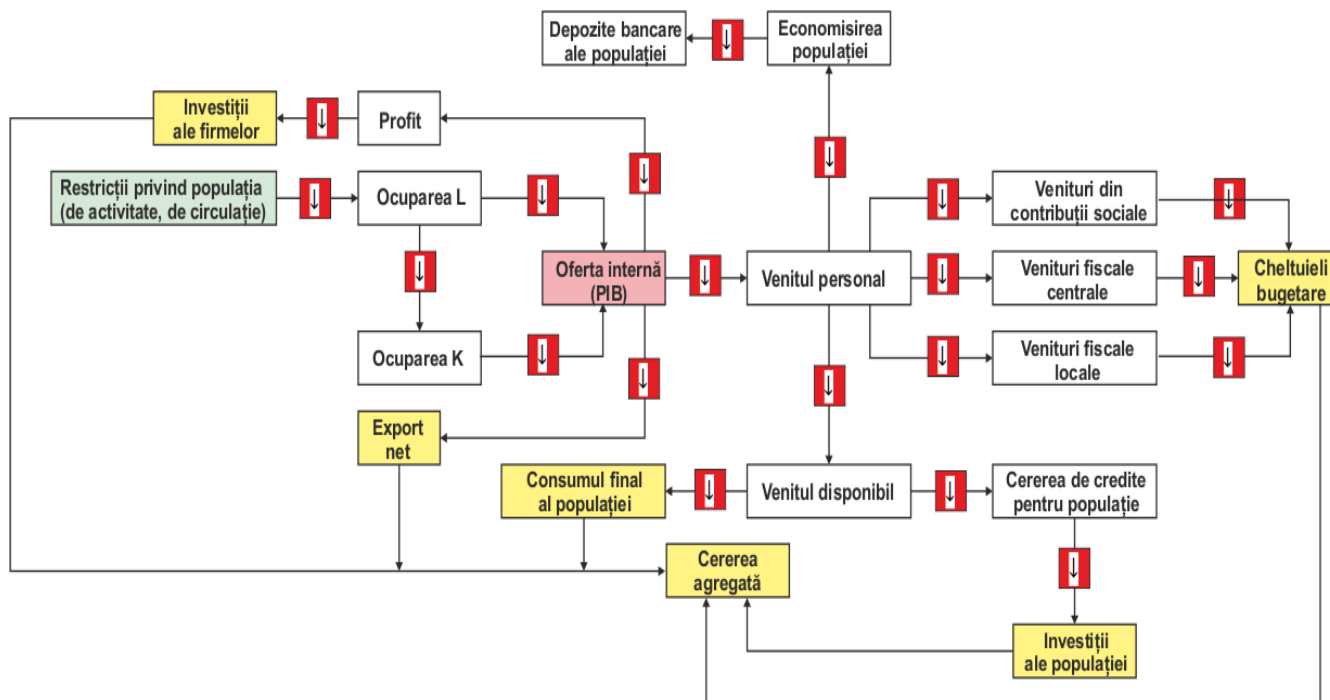 Depozite bancare
ale populației
Economisirea
populației
Investiții
ale firmelor
Profit
Restricții privind populația
(de activitate, de circulație)
Ocuparea L
Venituri din
contribuții sociale
Oferta internă
(PIB)
Venitul personal
Venituri fiscale
centrale
Cheltuieli
bugetare
Ocuparea K
Venituri fiscale
locale
Export
net
Consumul final
al populației
Venitul disponibil
Cererea de credite
pentru populație
Cererea
agregată
Investiții
ale populației